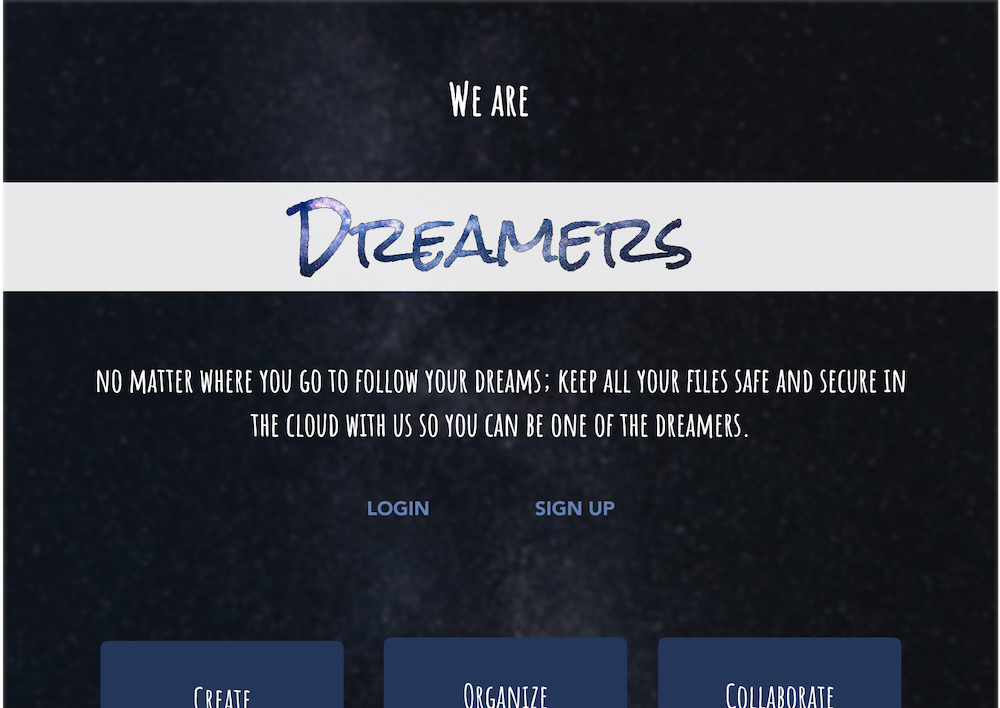 We are
Dreamers
no matter where you go to follow your dreams; keep all your files safe and secure in
the cloud with us so you can be one of the dreamers.
LOGIN SIGN UP
Create Organize Collaborate